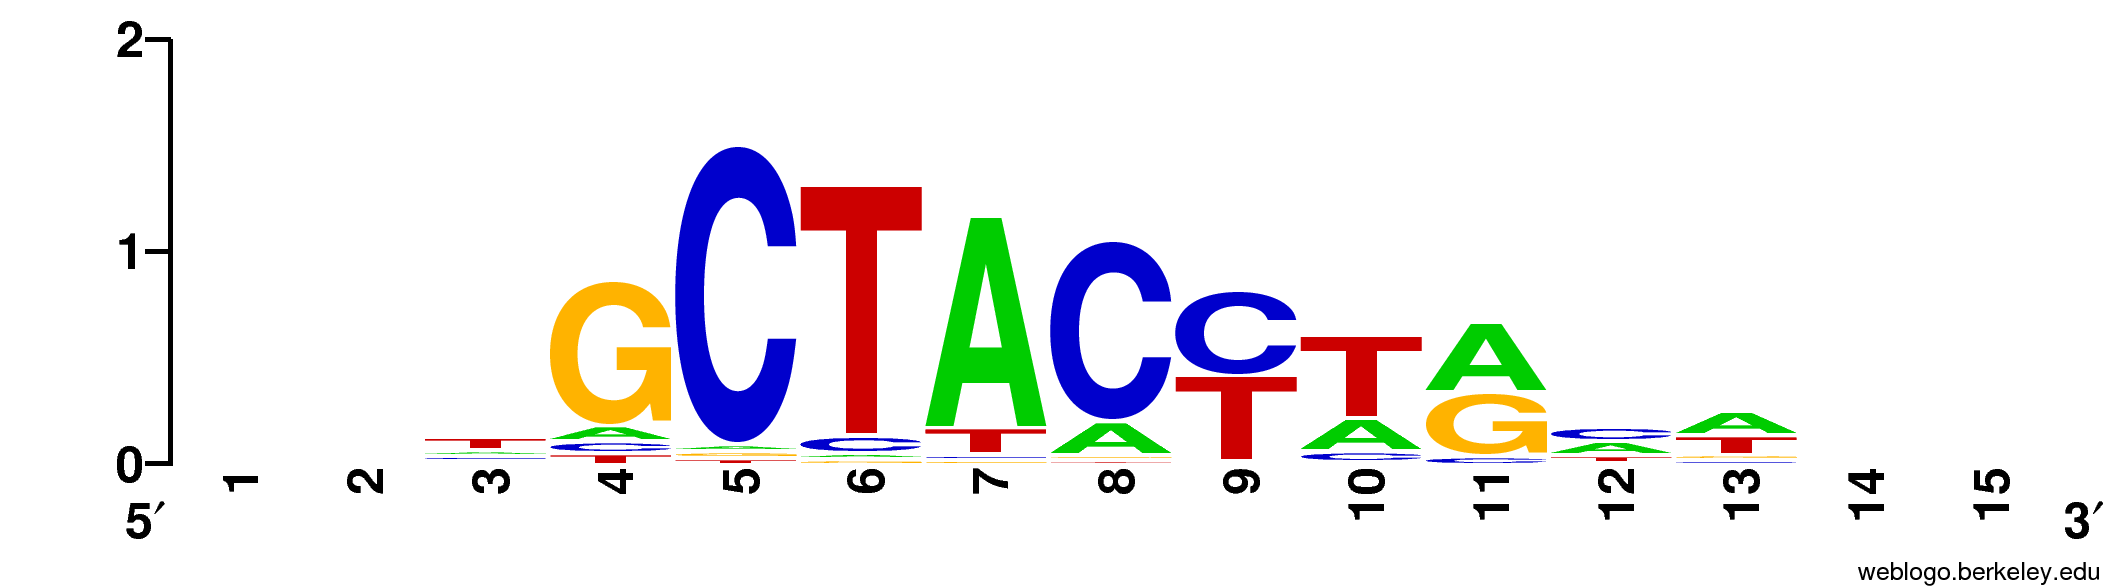 2
1
0
T A C
G A C T
C A G T
T C A G
A T C G
C A T
C T
T A C
A G C
C A T
A T G C
1 2 3 4 5 6 7 8 9 10 11 12 13 14 15
5′ 3′
weblogo.berkeley.edu